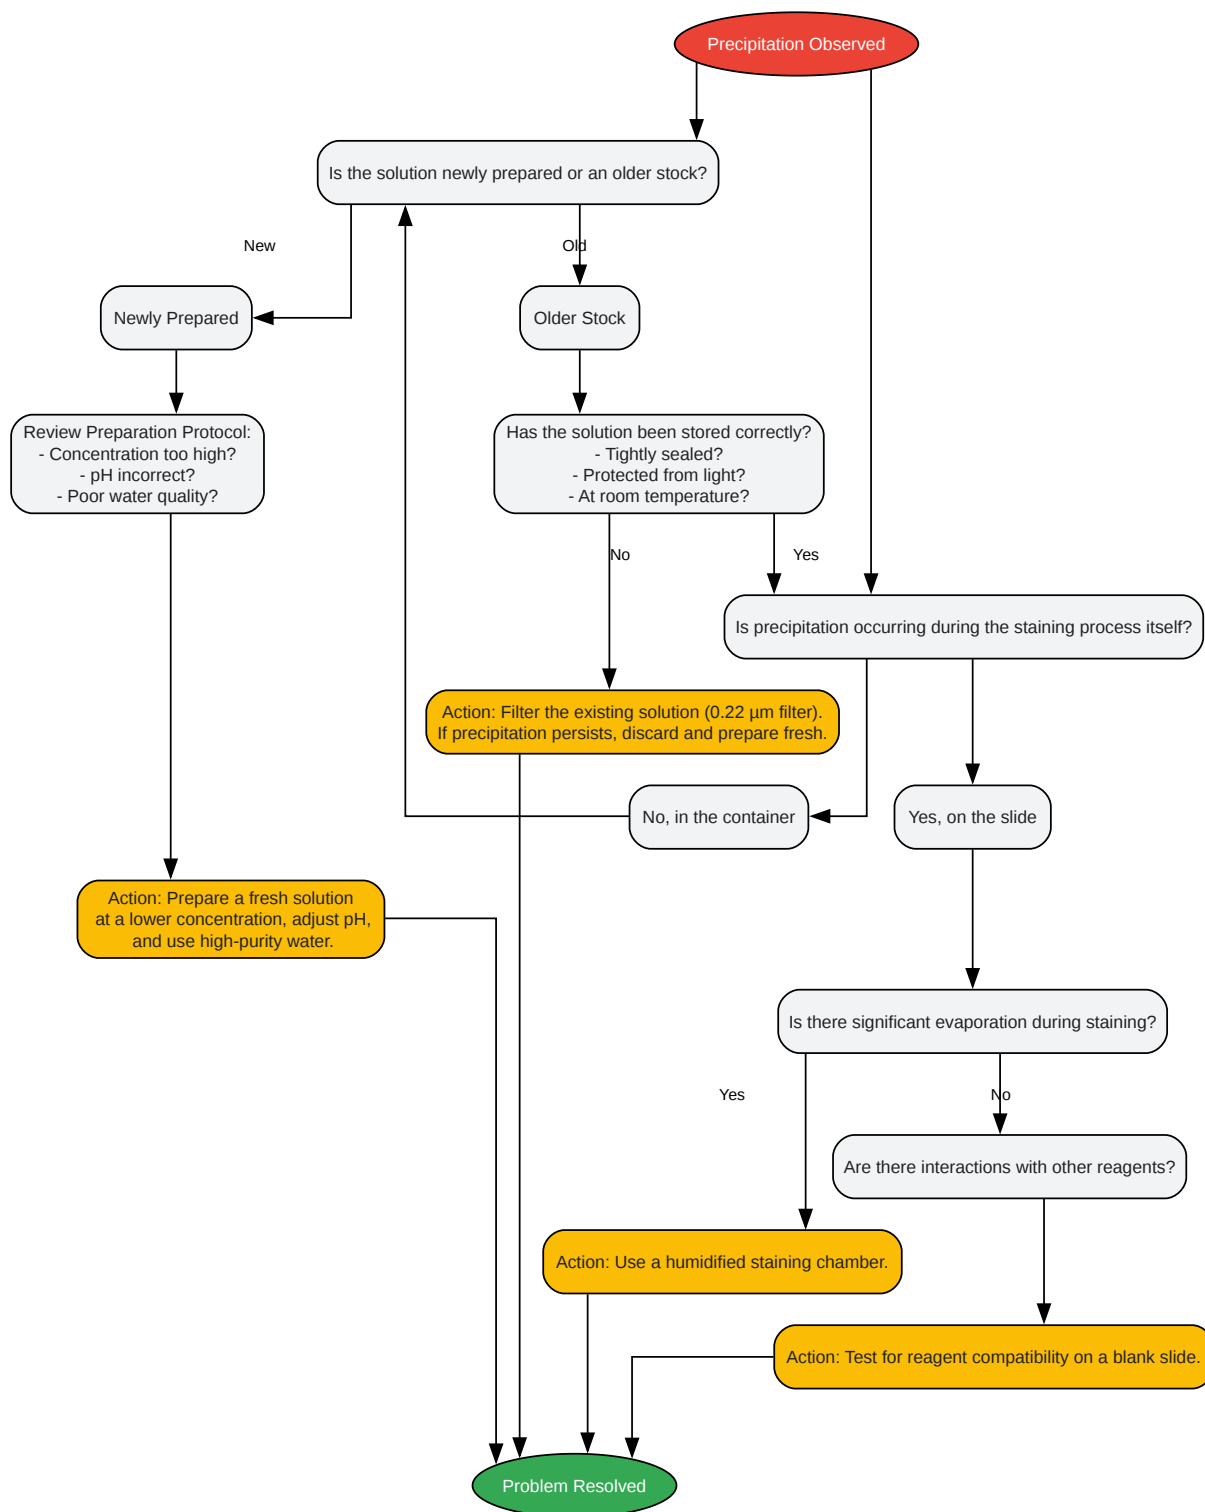 Precipitation Observed
Is the solution newly prepared or an older stock?
New
Old
Newly Prepared
Older Stock
Review Preparation Protocol:
- Concentration too high?
- pH incorrect?
- Poor water quality?
Has the solution been stored correctly?
- Tightly sealed?
- Protected from light?
- At room temperature?
No
Yes
Is precipitation occurring during the staining process itself?
Action: Filter the existing solution (0.22 µm filter).
If precipitation persists, discard and prepare fresh.
No, in the container
Yes, on the slide
Action: Prepare a fresh solution
at a lower concentration, adjust pH,
and use high-purity water.
Is there significant evaporation during staining?
Yes
No
Are there interactions with other reagents?
Action: Use a humidified staining chamber.
Action: Test for reagent compatibility on a blank slide.
Problem Resolved